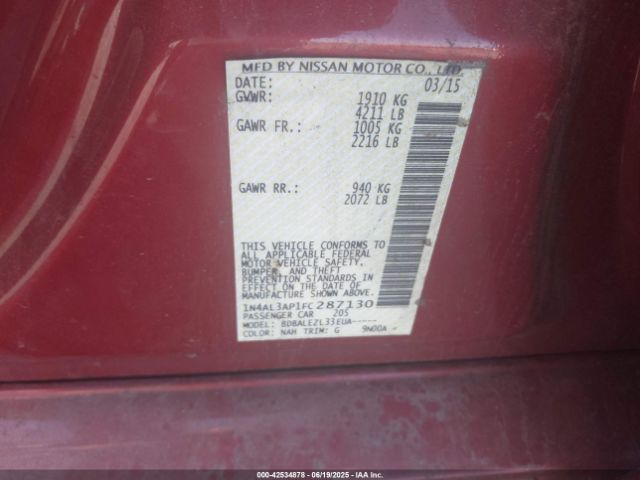 MFD BY NISSAN MOTOR CO., LTD.
DATE: 03/15
GVWR: 1910 KG
4211 LB
GAWR FR.: 1005 KG
2216 LB
GAWR RR.: 940 KG
2072 LB
THIS VEHICLE CONFORMS TO
ALL APPLICABLE FEDERAL
MOTOR VEHICLE SAFETY,
BUMPER, AND THEFT
PREVENTION STANDARDS IN
EFFECT ON THE DATE OF
MANUFACTURE SHOWN ABOVE.
1N4AL3AP1FC287130
PASSENGER CAR 205
MODEL: BDBALEZL33EUA-----
COLOR: NAH TRIM: G 9N00A -
000-42534878 | 06/19/2025 - IAA Inc.